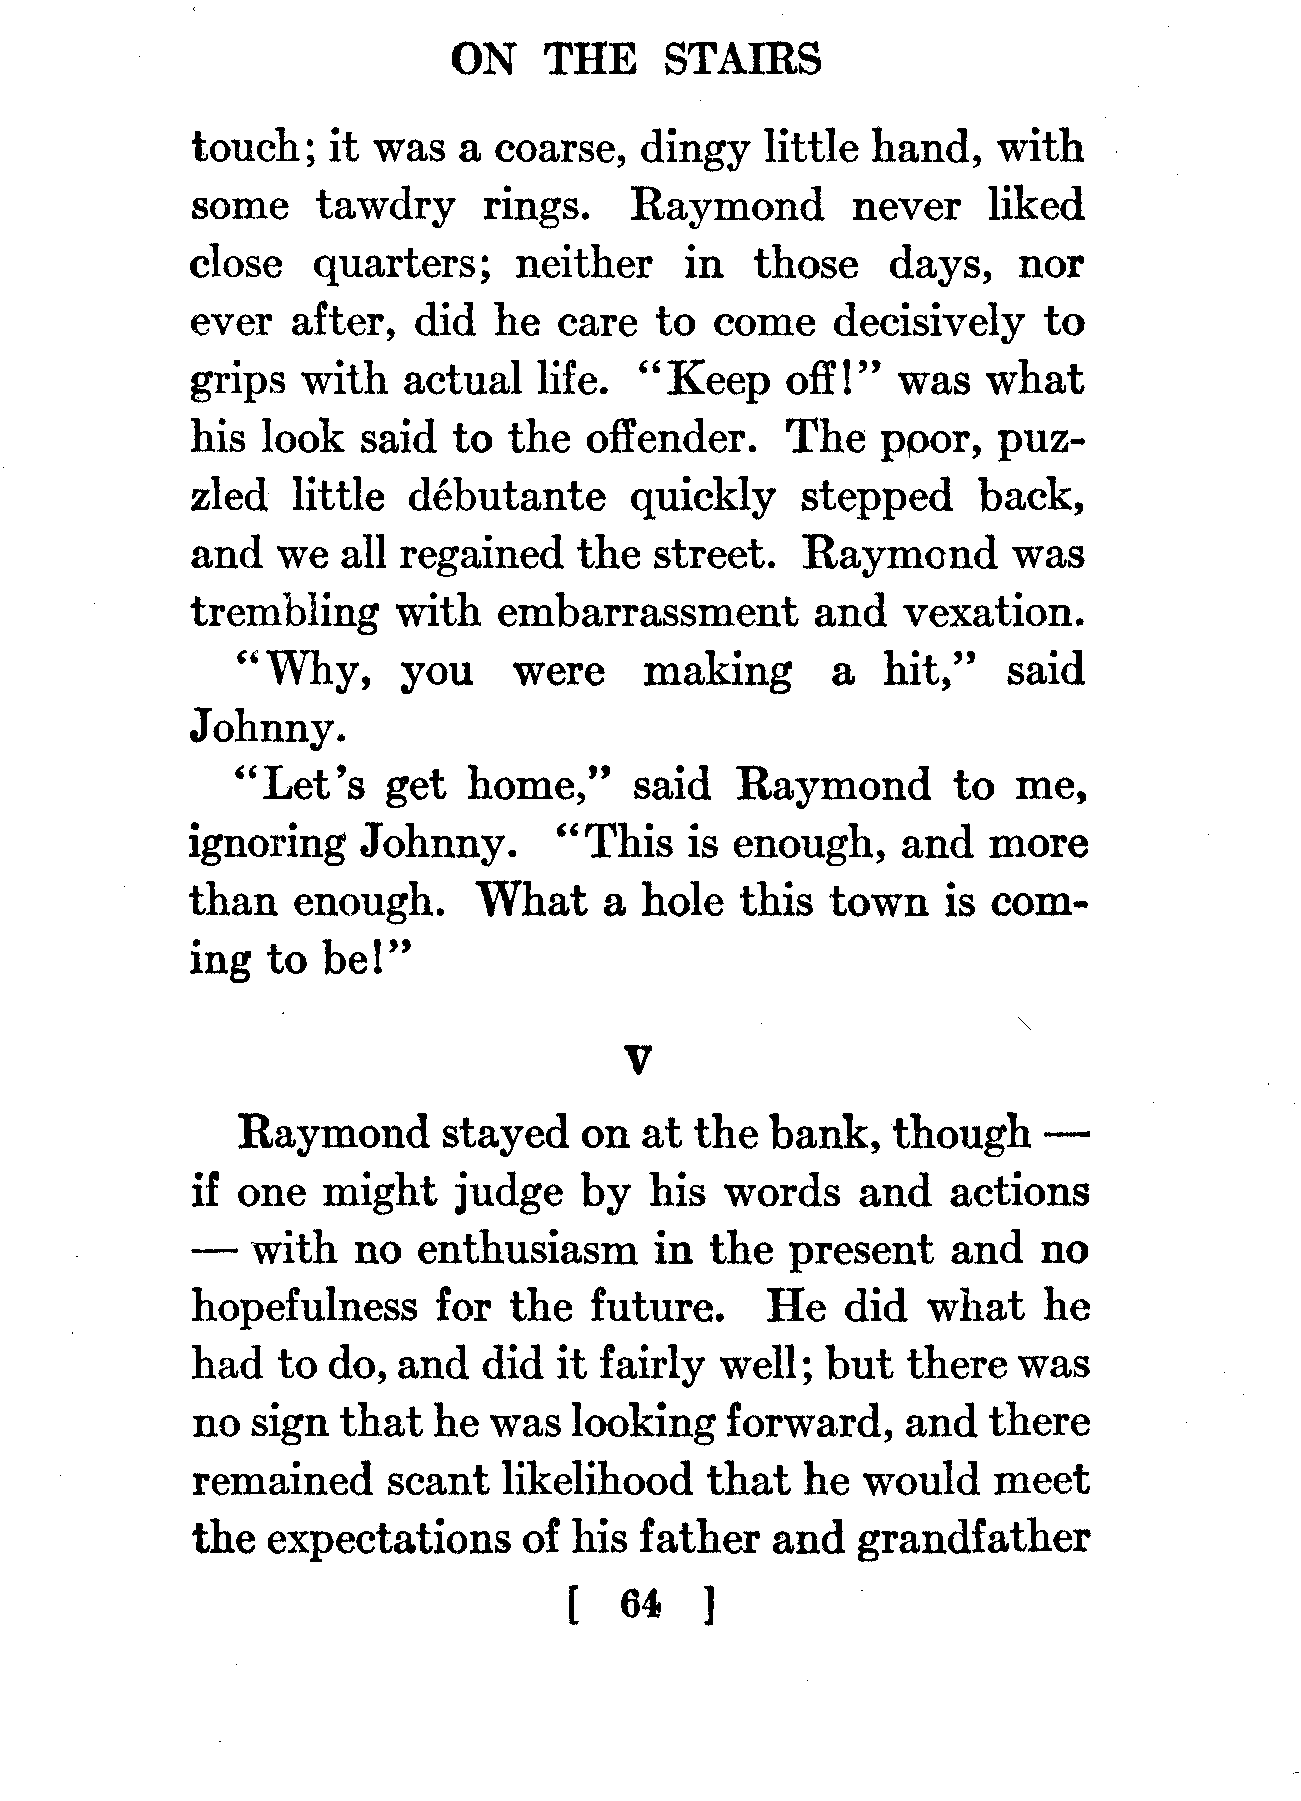 ON THE STAIRS
touch; it was a coarse, dingy little hand, with
some tawdry rings. Raymond never liked
close quarters; neither in those days, nor
ever after, did he care to come decisively to
grips with actual life. “Keep off!” was what
his look said to the offender. The poor, puz-
zled little débutante quickly stepped back,
and we all regained the street. Raymond was
trembling with embarrassment and vexation.
“Why, you were making a hit,” said
Johnny.
“Let’s get home,” said Raymond to me,
ignoring Johnny. “This is enough, and more
than enough. What a hole this town is com-
ing to be!”
V
Raymond stayed on at the bank, though —
if one might judge by his words and actions
— with no enthusiasm in the present and no
hopefulness for the future. He did what he
had to do, and did it fairly well; but there was
no sign that he was looking forward, and there
remained scant likelihood that he would meet
the expectations of his father and grandfather
[ 64 ]